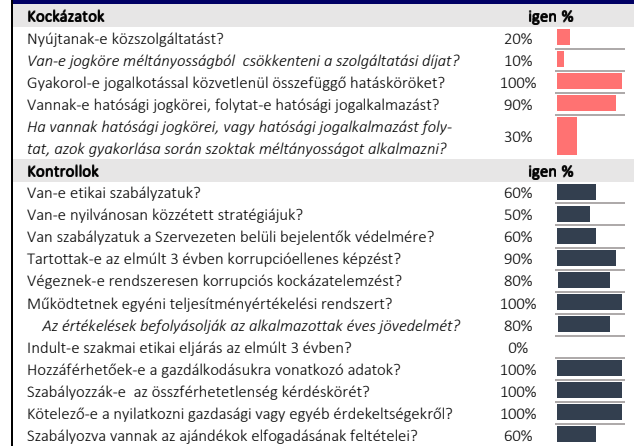 Kockázatok igen %
Nyújtanak-e közszolgáltatást? 20%
Van-e jogköre méltányosságból csökkenteni a szolgáltatási díjat? 10%
Gyakorol-e jogalkotással közvetlenül összefüggő hatásköröket? 100%
Vannak-e hatósági jogkörei, folytat-e hatósági jogalkalmazást? 90%
Ha vannak hatósági jogkörei, vagy hatósági jogalkalmazást foly-
tat, azok gyakorlása során szoktak méltányosságot alkalmazni? 30%
Kontrollok igen %
Van-e etikai szabályzatuk? 60%
Van-e nyilvánosan közzétett stratégiájuk? 50%
Van szabályzatuk a Szervezeten belüli bejelentők védelmére? 60%
Tartottak-e az elmúlt 3 évben korrupcióellenes képzést? 90%
Végeznek-e rendszeresen korrupciós kockázatelemzést? 80%
Működtetnek egyéni teljesítményértékelési rendszert? 100%
Az értékelések befolyásolják az alkalmazottak éves jövedelmét? 80%
Indult-e szakmai etikai eljárás az elmúlt 3 évben? 0%
Hozzáférhetőek-e a gazdálkodásukra vonatkozó adatok? 100%
Szabályozzák-e az összférhetetlenség kérdéskörét? 100%
Kötelező-e a nyilatkozni gazdasági vagy egyéb érdekeltségekről? 100%
Szabályozva vannak az ajándékok elfogadásának feltételei? 60%